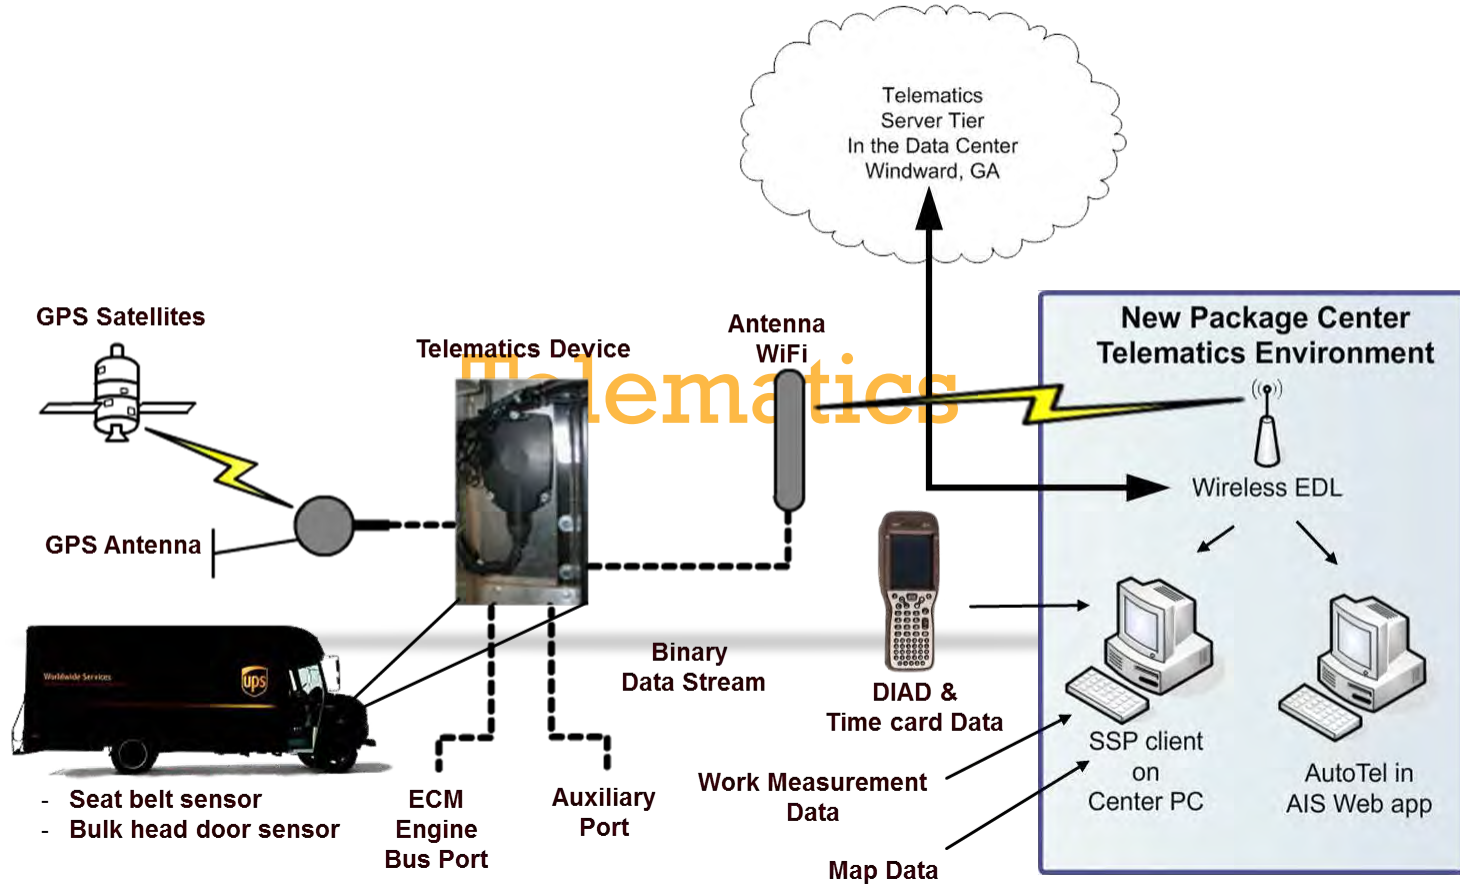 Telematics
Server Tier
In the Data Center
Windward, GA
GPS Satellites
Telematics Device
Antenna
WiFi
Telematics
New Package Center
Telematics Environment
Wireless EDL
GPS Antenna
Worldwide Services
ups
Binary
Data Stream
DIAD &
Time card Data
SSP client
on
Center PC
AutoTel in
AIS Web app
Work Measurement
Data
Map Data
- Seat belt sensor
- Bulk head door sensor
ECM
Engine
Bus Port
Auxiliary
Port